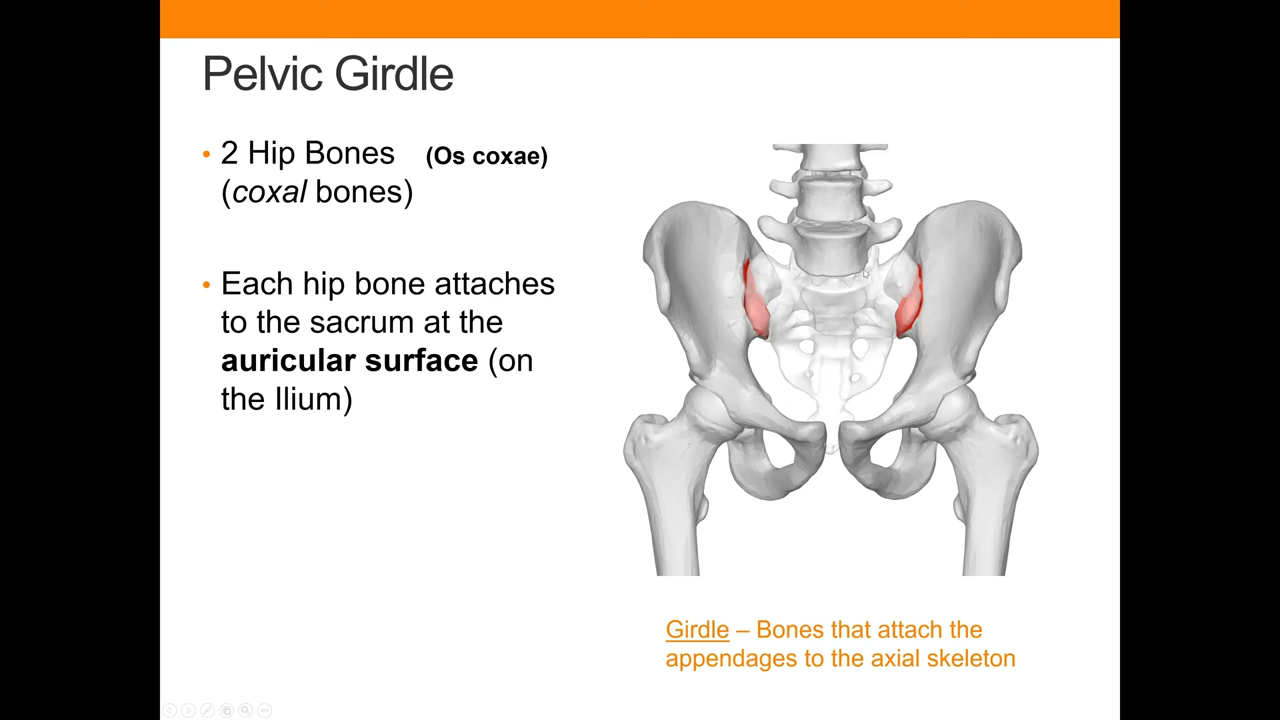 Pelvic Girdle
• 2 Hip Bones (Os coxae)
(coxal bones)
• Each hip bone attaches
to the sacrum at the
auricular surface (on
the Ilium)
Girdle – Bones that attach the
appendages to the axial skeleton